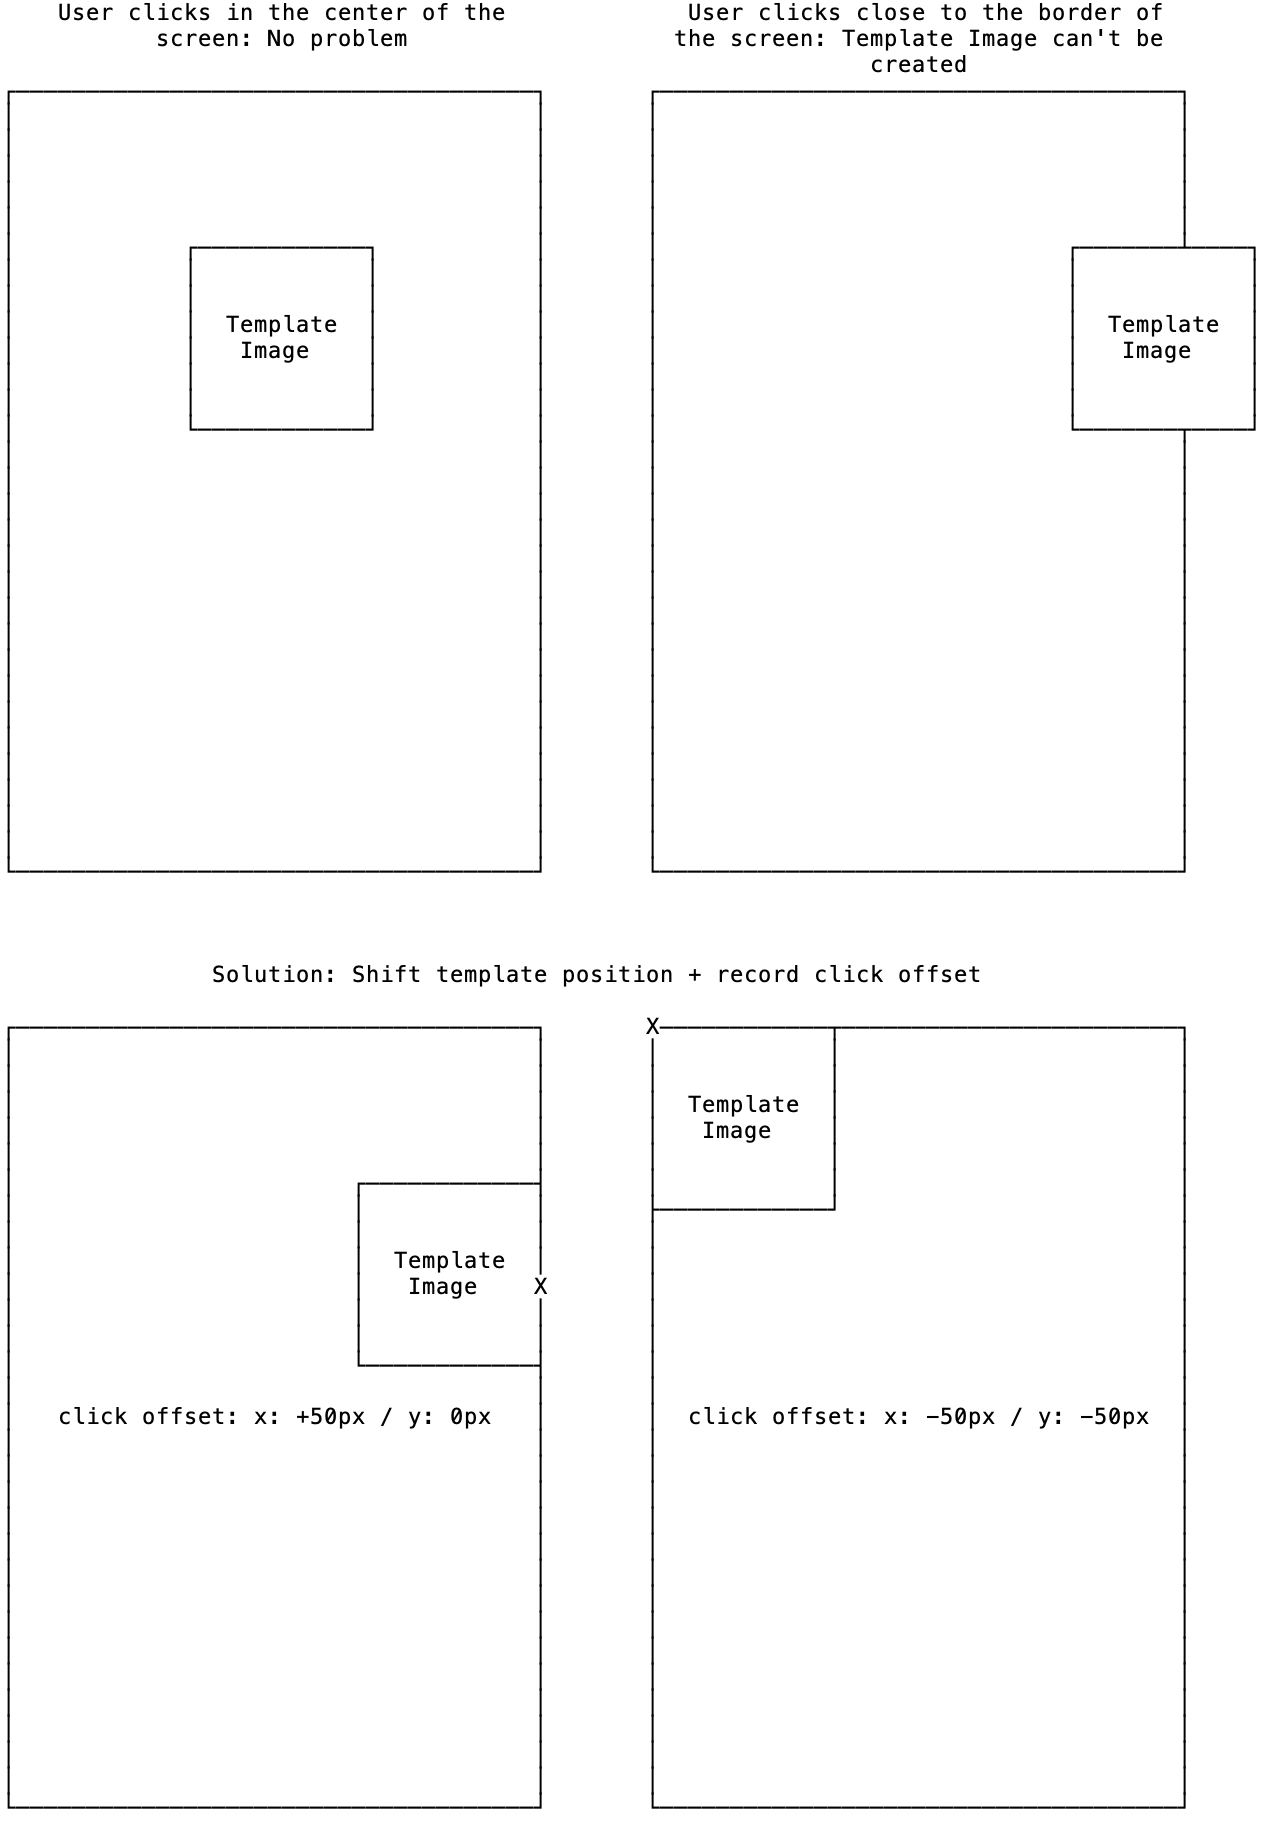 User clicks in the center of the
screen: No problem
User clicks close to the border of
the screen: Template Image can't be
created
Template
Image
Template
Image
Solution: Shift template position + record click offset
X
Template
Image
Template
Image
X
click offset: x: +50px / y: 0px
click offset: x: −50px / y: −50px